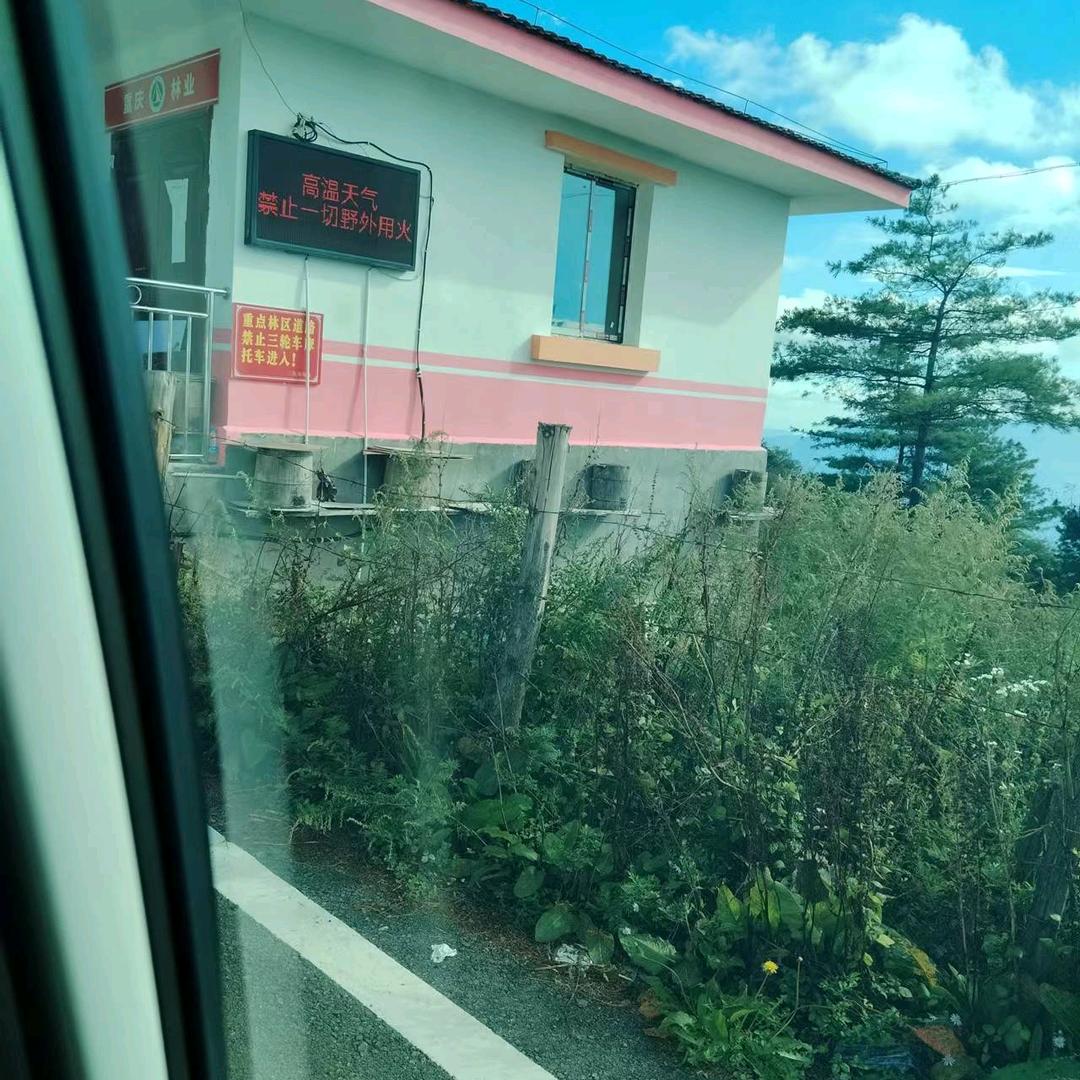 重庆 林业
高温天气
禁止一切野外用火
重点林区道路
禁止三轮车摩
托车进入！